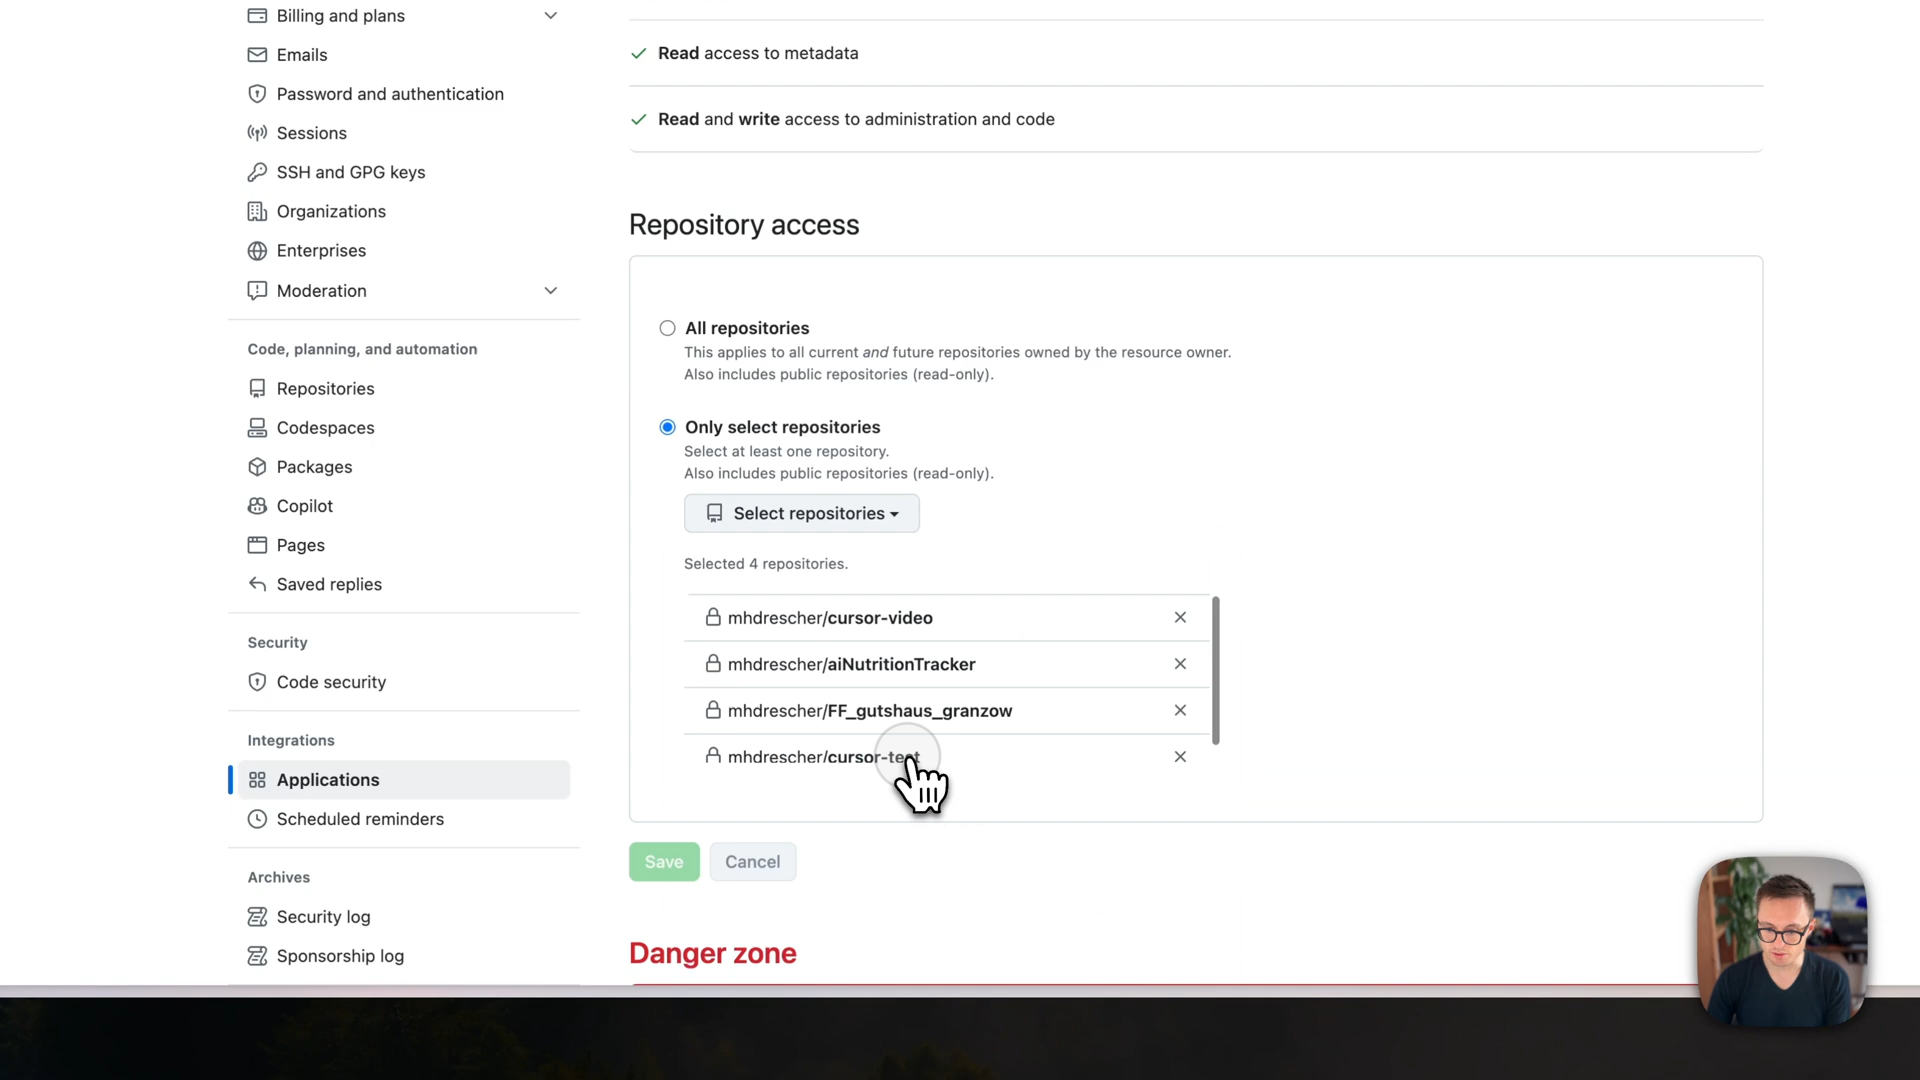 Billing and plans
Emails
Password and authentication
Sessions
SSH and GPG keys
Organizations
Enterprises
Moderation
Code, planning, and automation
Repositories
Codespaces
Packages
Copilot
Pages
Saved replies
Security
Code security
Integrations
Applications
Scheduled reminders
Archives
Security log
Sponsorship log
Read access to metadata
Read and write access to administration and code
Repository access
All repositories
This applies to all current and future repositories owned by the resource owner.
Also includes public repositories (read-only).
Only select repositories
Select at least one repository.
Also includes public repositories (read-only).
Select repositories
Selected 4 repositories.
mhdrescher/cursor-video
mhdrescher/aiNutritionTracker
mhdrescher/FF_gutshaus_granzow
mhdrescher/cursor-test
Save Cancel
Danger zone